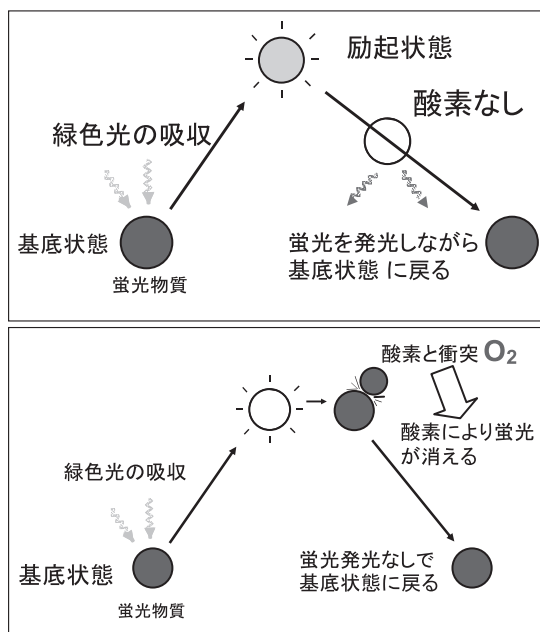 励起状態
酸素なし
緑色光の吸収
基底状態
蛍光物質
蛍光を発光しながら
基底状態 に戻る
酸素と衝突 O₂
酸素により蛍光
が消える
緑色光の吸収
基底状態
蛍光物質
蛍光発光なしで
基底状態に戻る